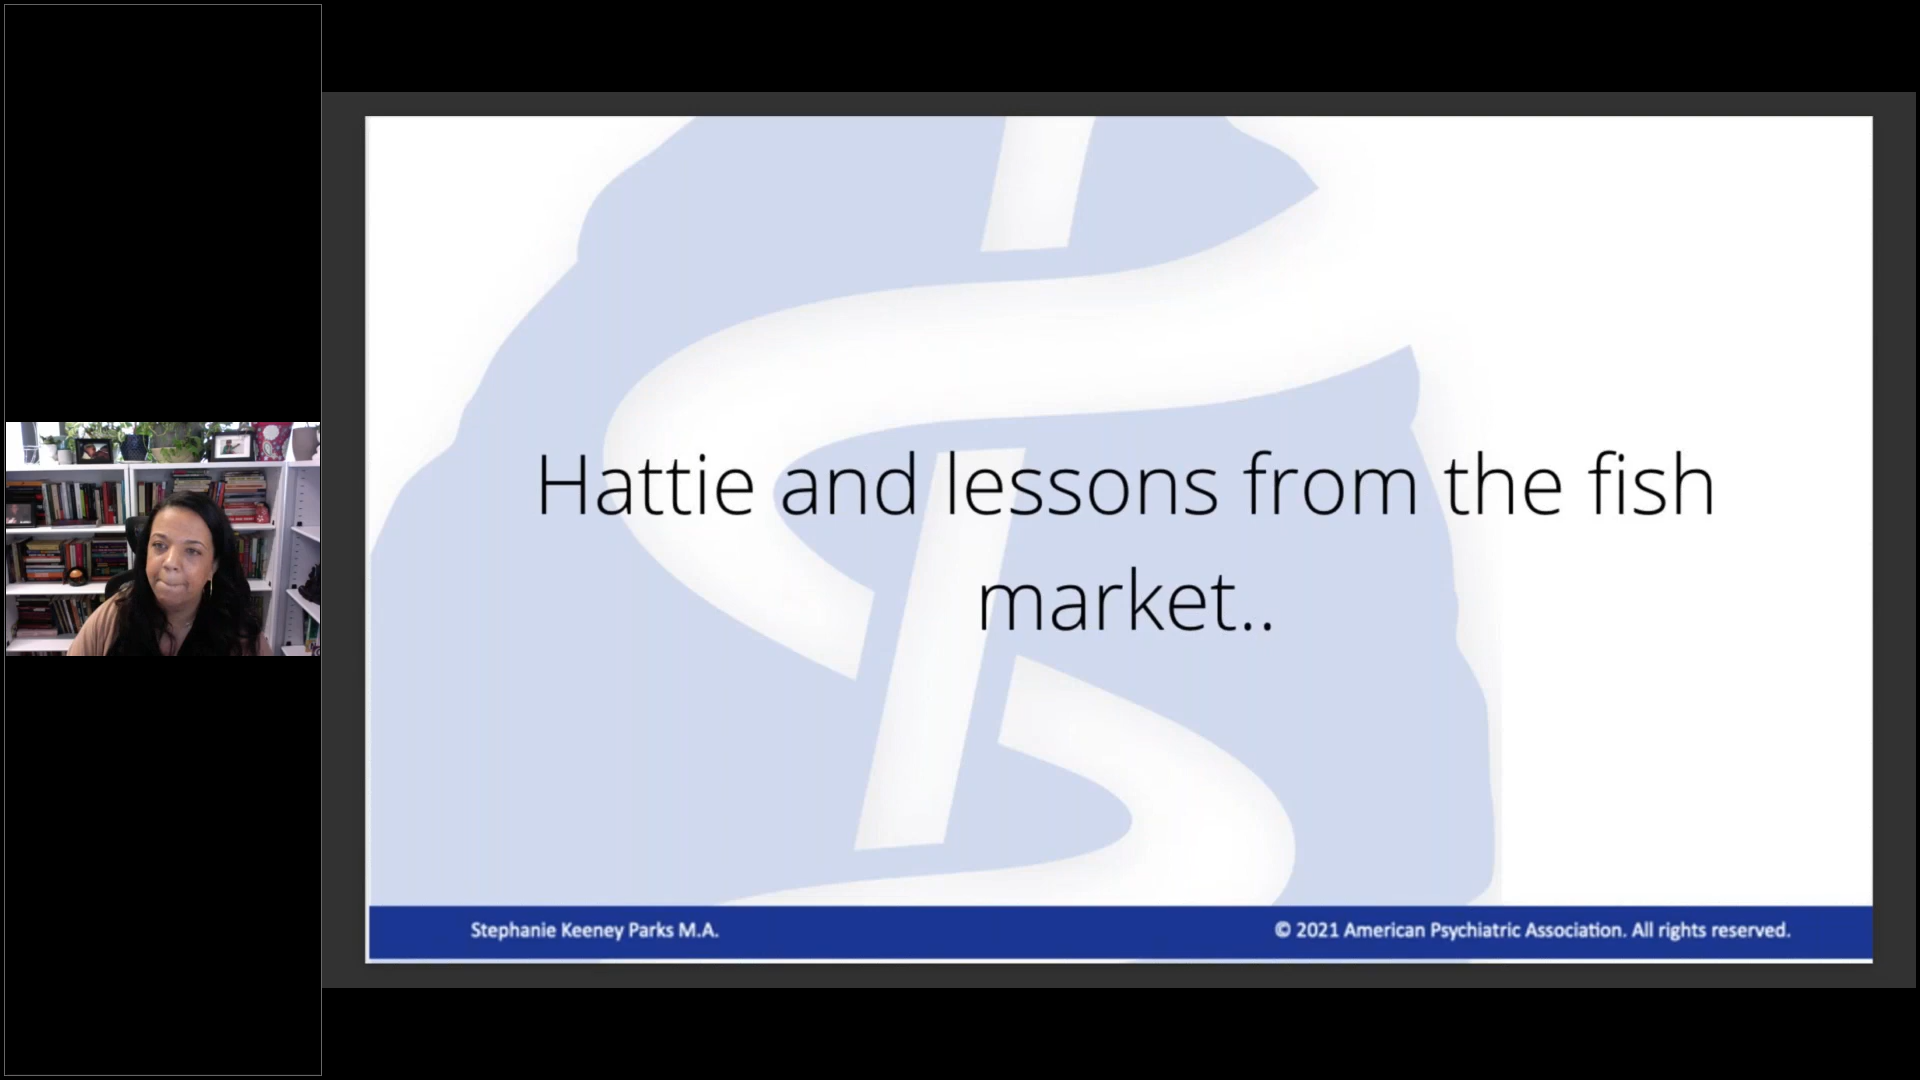 Hattie and lessons from the fish
market..
Stephanie Keeney Parks M.A.
© 2021 American Psychiatric Association. All rights reserved.